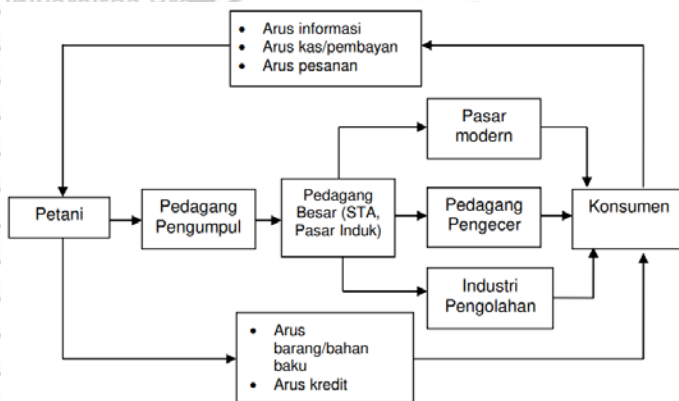 • Arus informasi
• Arus kas/pembayan
• Arus pesanan
Pasar
modern
Petani
Pedagang
Pengumpul
Pedagang
Besar (STA,
Pasar Induk)
Pedagang
Pengecer
Konsumen
Industri
Pengolahan
• Arus
barang/bahan
baku
• Arus kredit